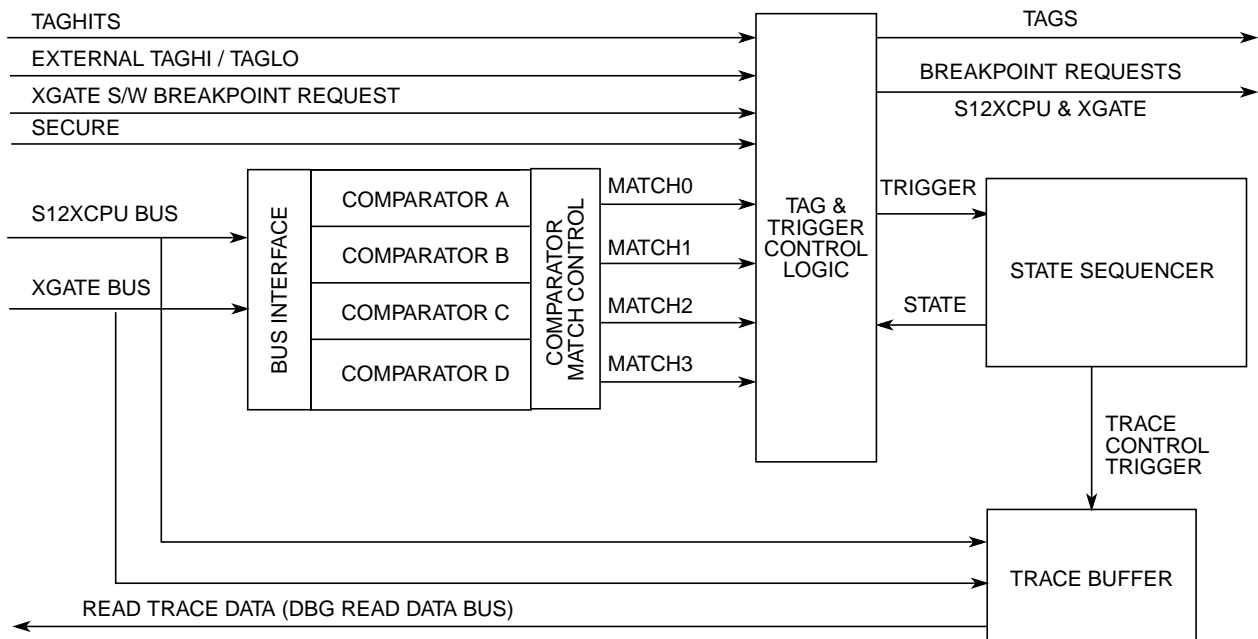 TAGHITS
TAGS
EXTERNAL TAGHI / TAGLO
BREAKPOINT REQUESTS
XGATE S/W BREAKPOINT REQUEST
S12XCPU & XGATE
SECURE
S12XCPU BUS
XGATE BUS
BUS INTERFACE
COMPARATOR A
COMPARATOR B
COMPARATOR C
COMPARATOR D
COMPARATOR
MATCH CONTROL
MATCH0
MATCH1
MATCH2
MATCH3
TAG &
TRIGGER
CONTROL
LOGIC
TRIGGER
STATE
STATE SEQUENCER
TRACE
CONTROL
TRIGGER
TRACE BUFFER
READ TRACE DATA (DBG READ DATA BUS)